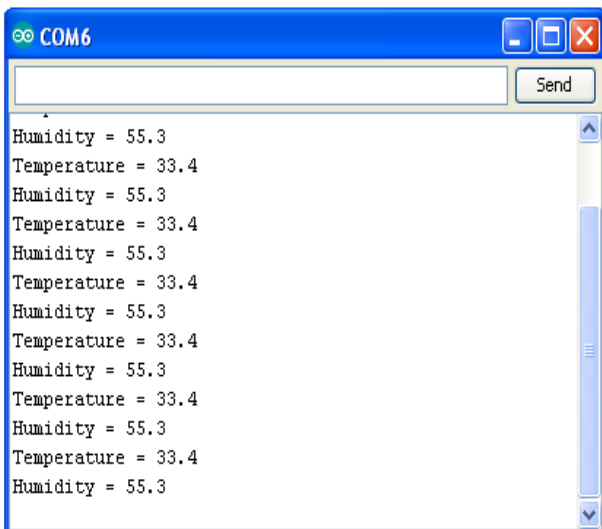 COM6
Send
Humidity = 55.3
Temperature = 33.4
Humidity = 55.3
Temperature = 33.4
Humidity = 55.3
Temperature = 33.4
Humidity = 55.3
Temperature = 33.4
Humidity = 55.3
Temperature = 33.4
Humidity = 55.3
Temperature = 33.4
Humidity = 55.3